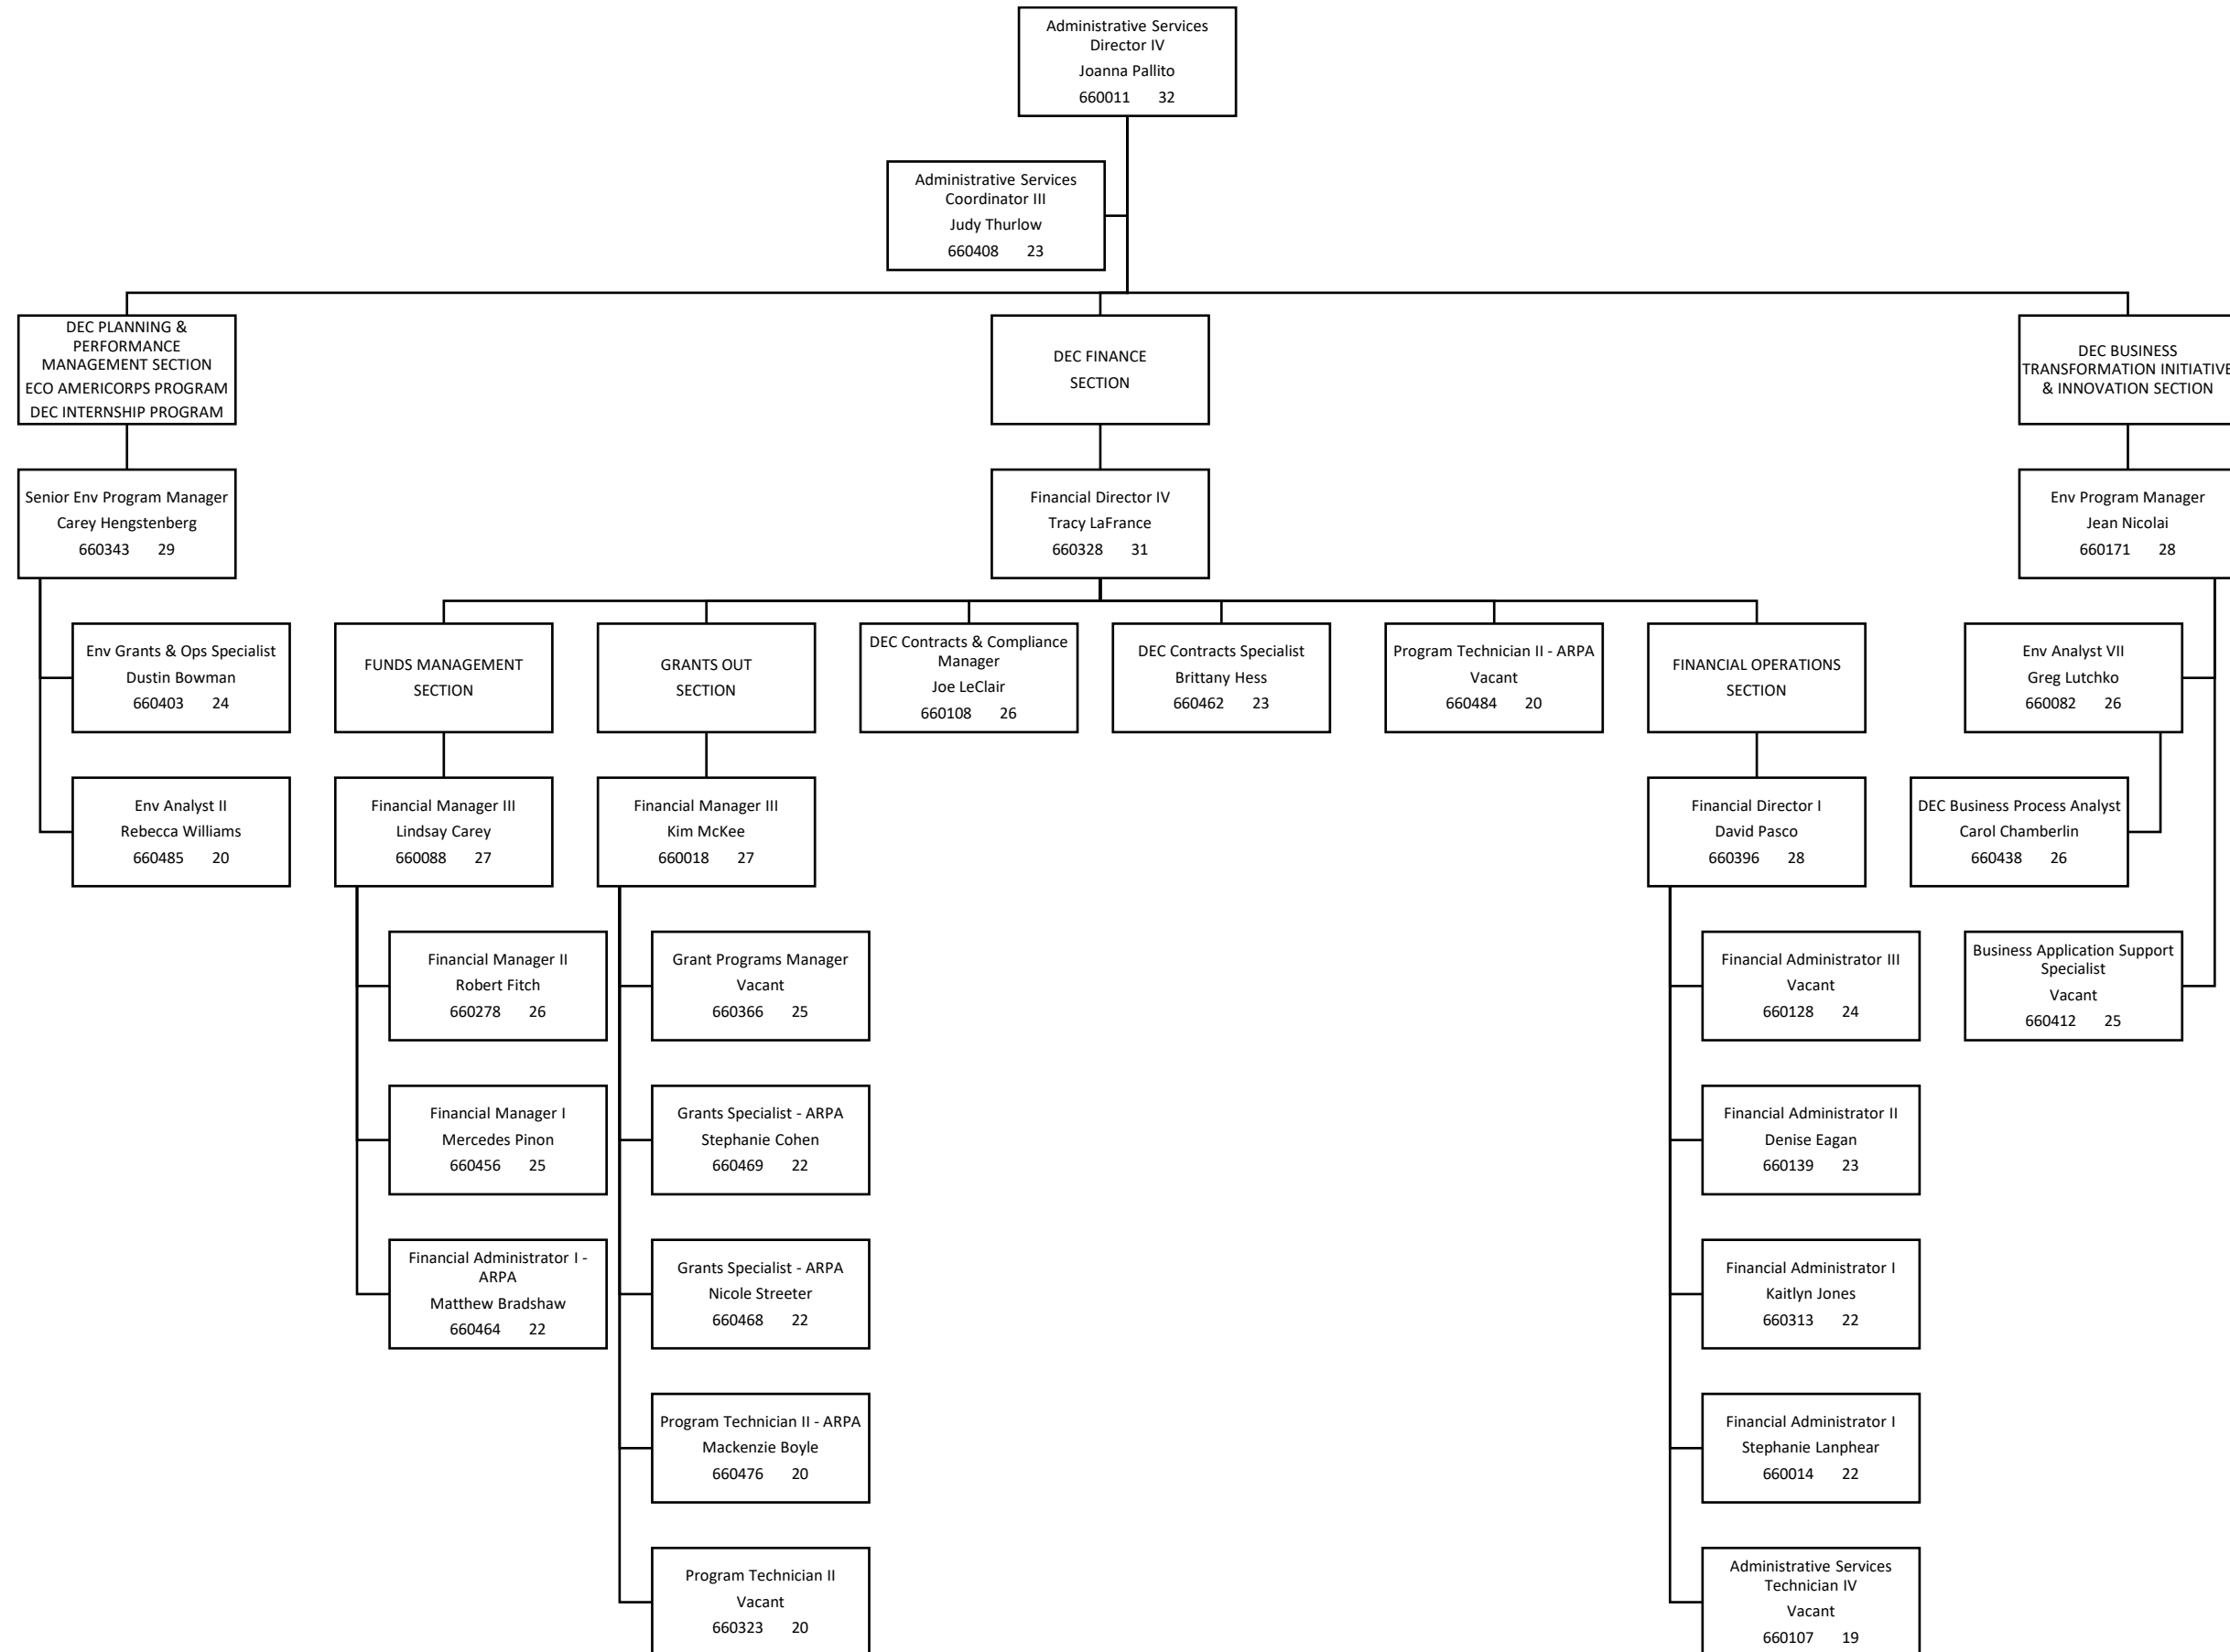 Administrative Services
Director IV
Joanna Pallito
660011 32
Administrative Services
Coordinator III
Judy Thurlow
660408 23
DEC PLANNING &
PERFORMANCE
MANAGEMENT SECTION
ECO AMERICORPS PROGRAM
DEC INTERNSHIP PROGRAM
DEC FINANCE
SECTION
DEC BUSINESS
TRANSFORMATION INITIATIVE
& INNOVATION SECTION
Senior Env Program Manager
Carey Hengstenberg
660343 29
Financial Director IV
Tracy LaFrance
660328 31
Env Program Manager
Jean Nicolai
660171 28
Env Grants & Ops Specialist
Dustin Bowman
660403 24
FUNDS MANAGEMENT
SECTION
GRANTS OUT
SECTION
DEC Contracts & Compliance
Manager
Joe LeClair
660108 26
DEC Contracts Specialist
Brittany Hess
660462 23
Program Technician II - ARPA
Vacant
660484 20
FINANCIAL OPERATIONS
SECTION
Env Analyst VII
Greg Lutchko
660082 26
Env Analyst II
Rebecca Williams
660485 20
Financial Manager III
Lindsay Carey
660088 27
Financial Manager III
Kim McKee
660018 27
Financial Director I
David Pasco
660396 28
DEC Business Process Analyst
Carol Chamberlin
660438 26
Financial Manager II
Robert Fitch
660278 26
Grant Programs Manager
Vacant
660366 25
Financial Administrator III
Vacant
660128 24
Business Application Support
Specialist
Vacant
660412 25
Financial Manager I
Mercedes Pinon
660456 25
Grants Specialist - ARPA
Stephanie Cohen
660469 22
Financial Administrator II
Denise Eagan
660139 23
Financial Administrator I -
ARPA
Matthew Bradshaw
660464 22
Grants Specialist - ARPA
Nicole Streeter
660468 22
Financial Administrator I
Kaitlyn Jones
660313 22
Program Technician II - ARPA
Mackenzie Boyle
660476 20
Financial Administrator I
Stephanie Lanphear
660014 22
Program Technician II
Vacant
660323 20
Administrative Services
Technician IV
Vacant
660107 19